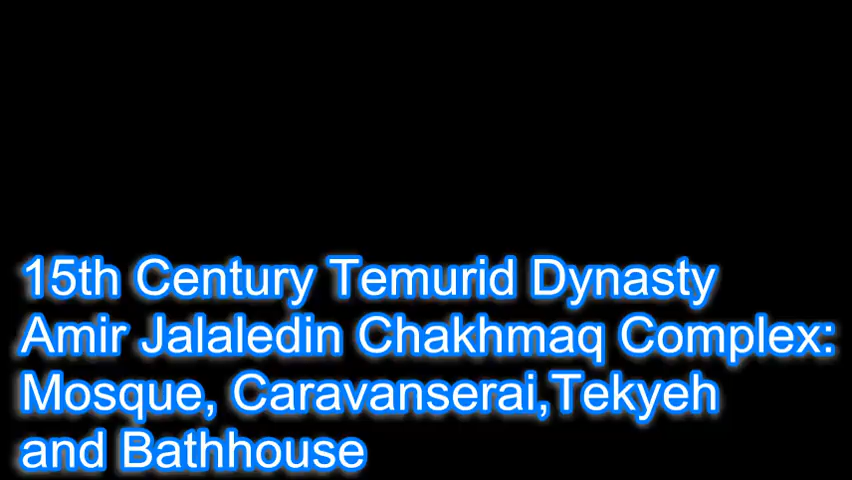 15th Century Temurid Dynasty
Amir Jalaledin Chakhmaq Complex:
Mosque, Caravanserai,Tekyeh
and Bathhouse